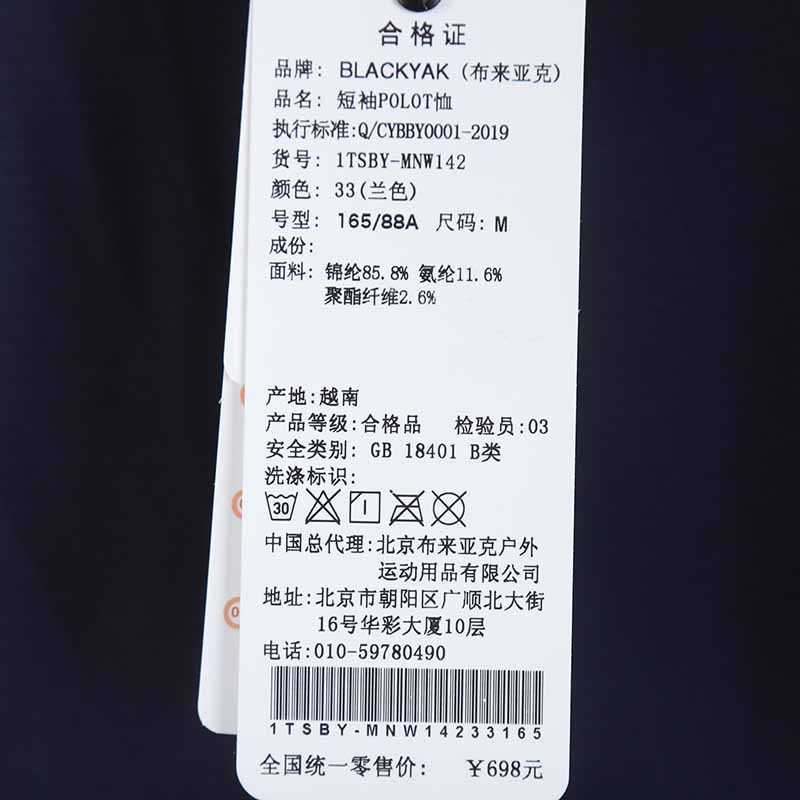 合格证
品牌: BLACKYAK (布来亚克)
品名: 短袖POLOT恤
执行标准:Q/CYBBY0001-2019
货号: 1TSBY-MNW142
颜色: 33(兰色)
号型: 165/88A 尺码: M
成份:
面料: 锦纶85.8% 氨纶11.6%
聚酯纤维2.6%
产地:越南
产品等级:合格品 检验员:03
安全类别: GB 18401 B类
洗涤标识:
30
中国总代理:北京布来亚克户外
运动用品有限公司
地址:北京市朝阳区广顺北大街
16号华彩大厦10层
电话:010-59780490
1TSBY-MNW14233165
全国统一零售价: ¥698元